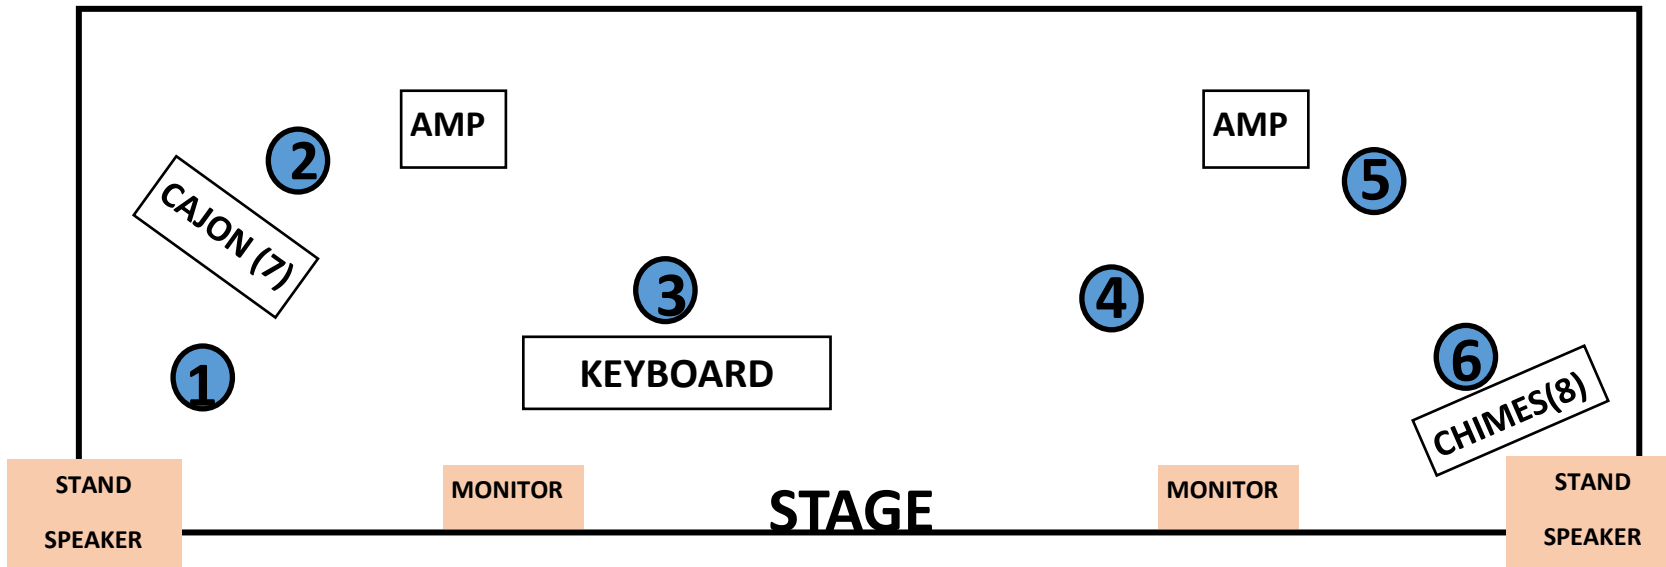 AMP
AMP
2
5
CAJON (7)
3
4
1
KEYBOARD
6
CHIMES(8)
STAND
SPEAKER
MONITOR
STAGE
MONITOR
STAND
SPEAKER